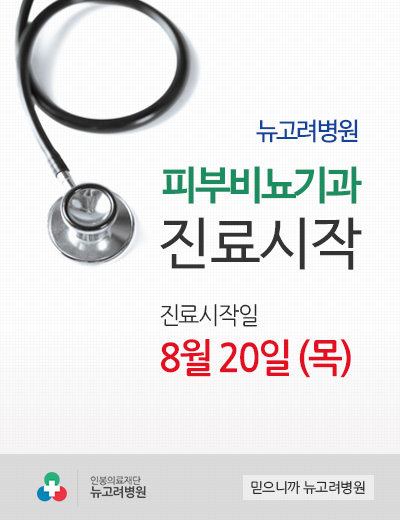 뉴고려병원
피부비뇨기과
진료시작
진료시작일
8월 20일 (목)
인봉의료재단
뉴고려병원
믿으니까 뉴고려병원